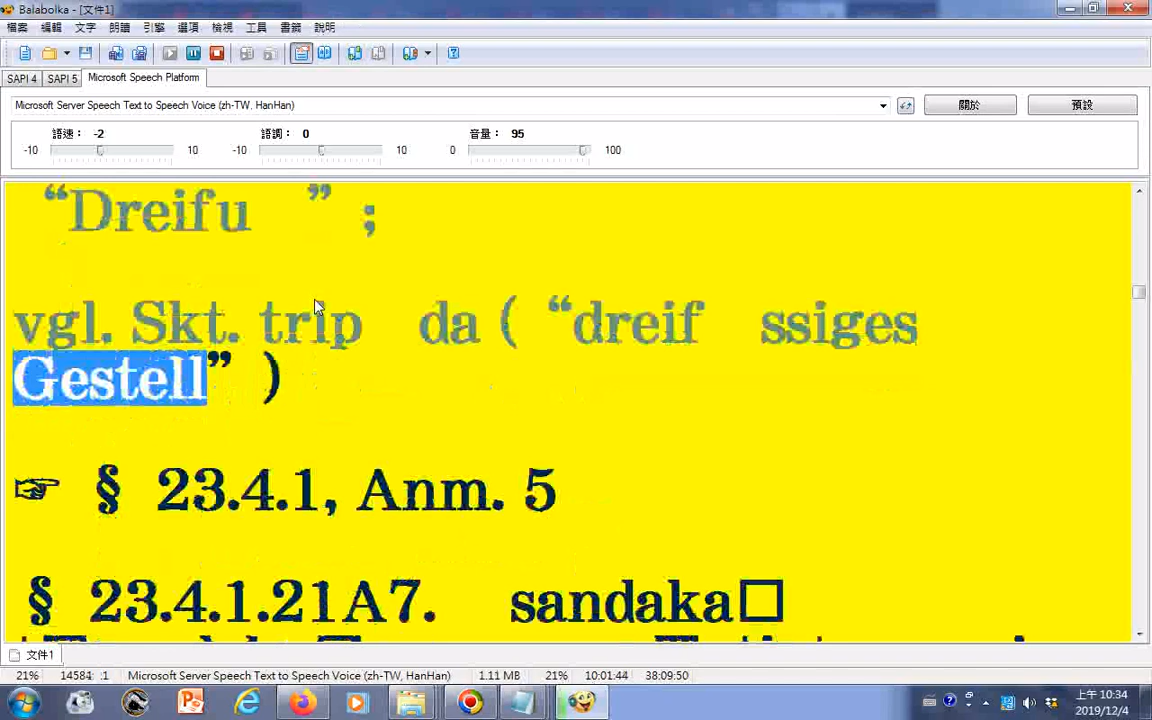 Balabolka - [文件1]
檔案 編輯 文字 朗讀 引擎 選項 檢視 工具 書籤 說明
SAPI 4 SAPI 5 Microsoft Speech Platform
Microsoft Server Speech Text to Speech Voice (zh-TW, HanHan)
關於 預設
語速： -2 語調： 0 音量： 95
-10 10 -10 10 0 100
“Dreifu ” ;
vgl. Skt. trip da ( “dreif ssiges
Gestell” )
☞ § 23.4.1, Anm. 5
§ 23.4.1.21A7. sandaka□
文件1
21% 14584: :1 Microsoft Server Speech Text to Speech Voice (zh-TW, HanHan) 1.11 MB 21% 10:01:44 38:09:50
上午 10:34
2019/12/4